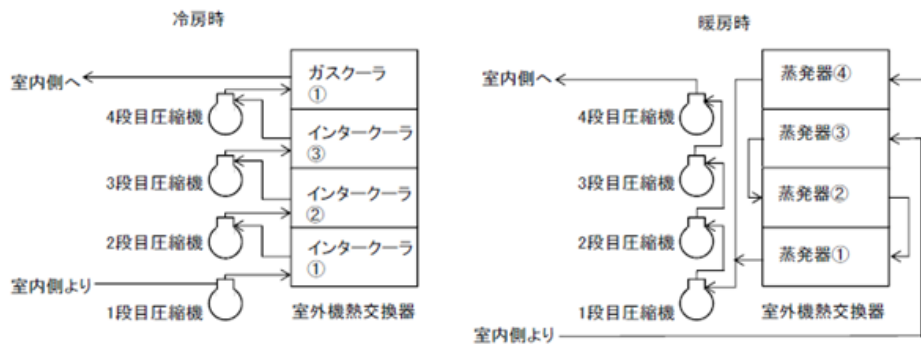 冷房時
室内側へ
ガスクーラ
①
4段目圧縮機
インタークーラ
③
3段目圧縮機
インタークーラ
②
2段目圧縮機
インタークーラ
①
室内側より
1段目圧縮機
室外機熱交換器
暖房時
室内側へ
蒸発器④
4段目圧縮機
蒸発器③
3段目圧縮機
蒸発器②
2段目圧縮機
蒸発器①
1段目圧縮機
室外機熱交換器
室内側より